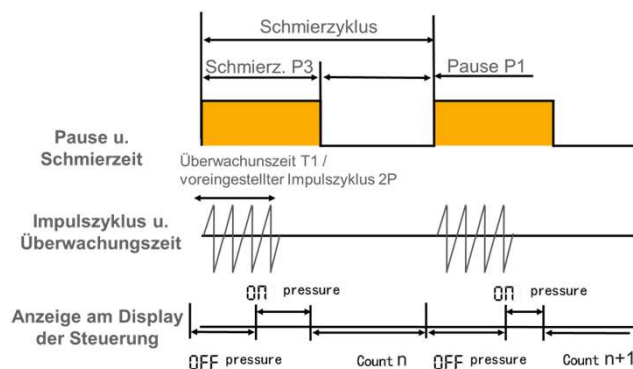 Schmierzyklus
Schmierz. P3
Pause P1
Pause u.
Schmierzeit
Überwachunszeit T1 /
voreingestellter Impulszyklus 2P
Impulszyklus u.
Überwachungszeit
ON pressure
ON pressure
Anzeige am Display
der Steuerung
OFF pressure
Count n
OFF pressure
Count n+1